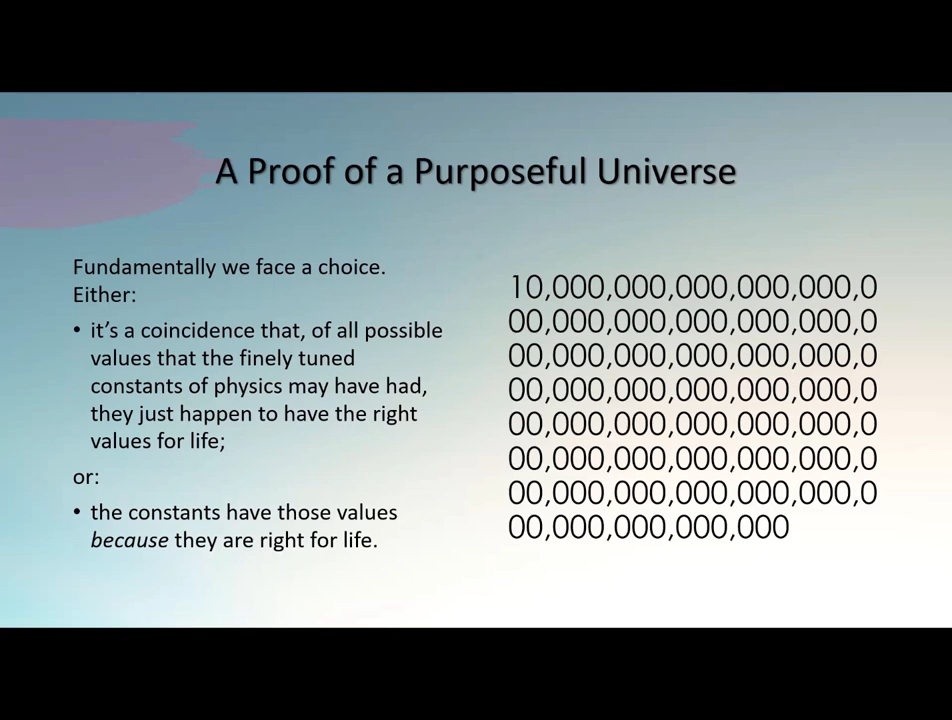 A Proof of a Purposeful Universe
Fundamentally we face a choice.
Either:
• it's a coincidence that, of all possible
values that the finely tuned
constants of physics may have had,
they just happen to have the right
values for life;
or:
• the constants have those values
because they are right for life.
10,000,000,000,000,000,0
00,000,000,000,000,000,0
00,000,000,000,000,000,0
00,000,000,000,000,000,0
00,000,000,000,000,000,0
00,000,000,000,000,000,0
00,000,000,000,000,000,0
00,000,000,000,000